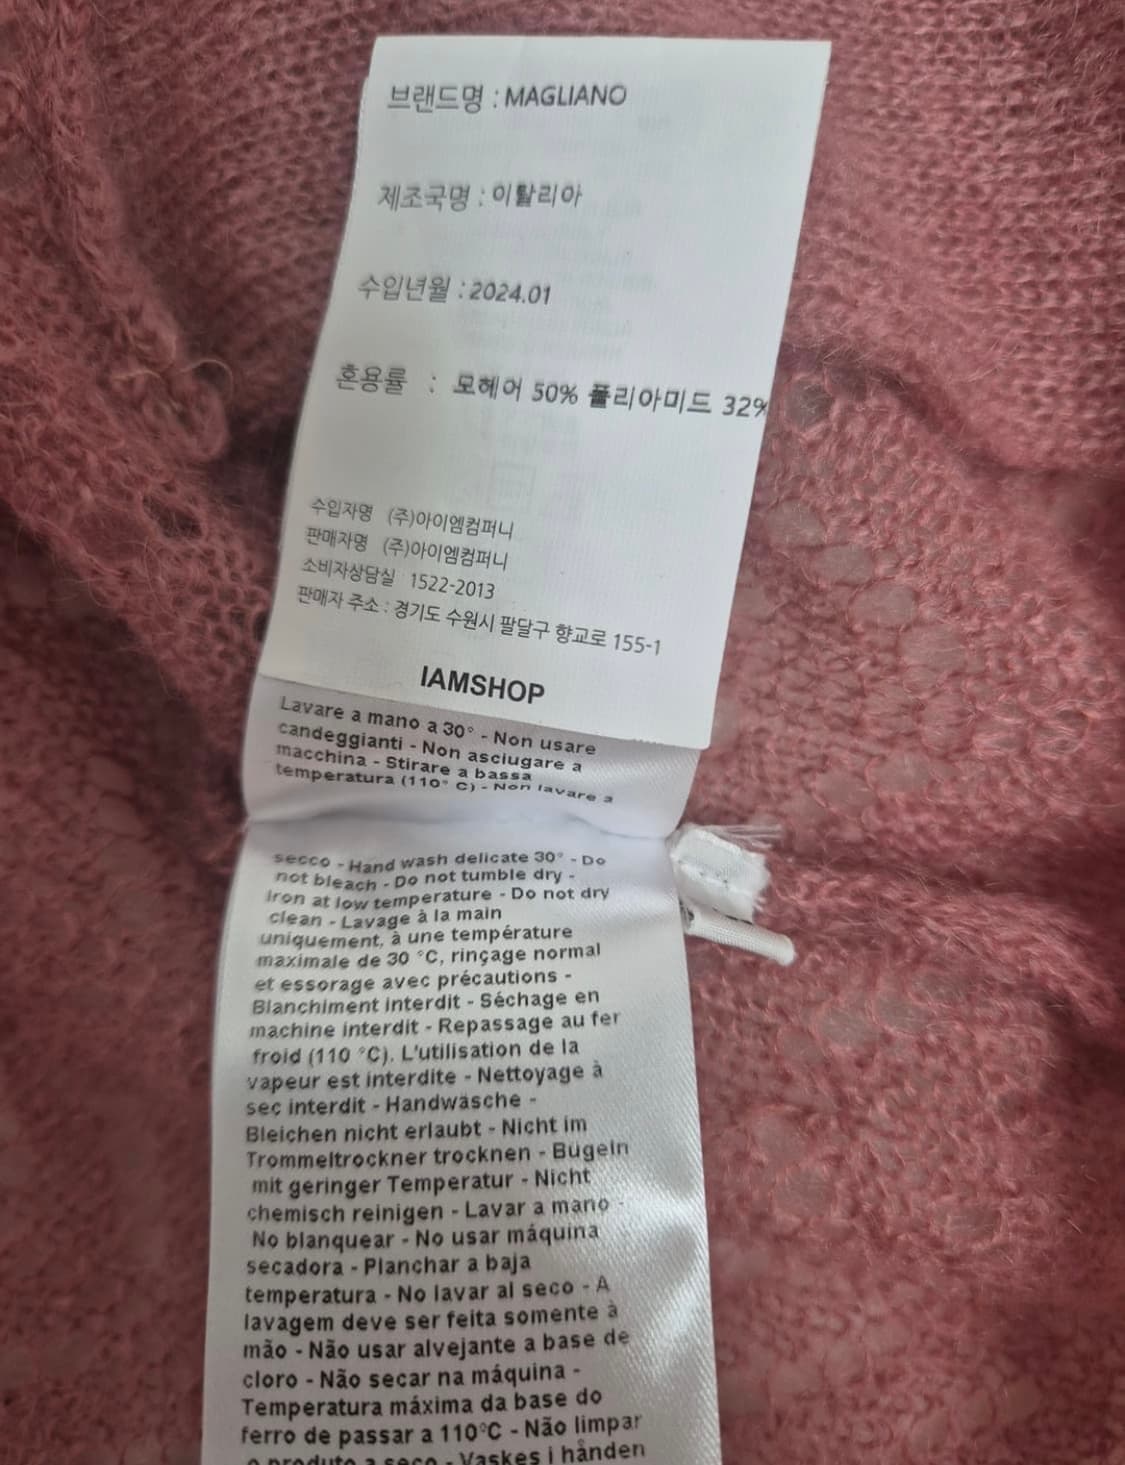 브랜드명 : MAGLIANO
제조국명 : 이탈리아
수입년월 : 2024.01
혼용률 : 모헤어 50% 폴리아미드 32%
수입자명 (주)아이엠컴퍼니
판매자명 (주)아이엠컴퍼니
소비자상담실 1522-2013
판매자 주소 : 경기도 수원시 팔달구 향교로 155-1
IAMSHOP
Lavare a mano a 30° - Non usare
candeggianti - Non asciugare a
macchina - Stirare a bassa
temperatura (110° C) - Non lavare a
secco - Hand wash delicate 30° - Do
not bleach - Do not tumble dry -
Iron at low temperature - Do not dry
clean - Lavage à la main
uniquement, à une température
maximale de 30 °C, rinçage normal
et essorage avec précautions -
Blanchiment interdit - Séchage en
machine interdit - Repassage au fer
froid (110 °C). L'utilisation de la
vapeur est interdite - Nettoyage à
sec interdit - Handwäsche -
Bleichen nicht erlaubt - Nicht im
Trommeltrockner trocknen - Bügeln
mit geringer Temperatur - Nicht
chemisch reinigen - Lavar a mano -
No blanquear - No usar máquina
secadora - Planchar a baja
temperatura - No lavar al seco - A
lavagem deve ser feita somente à
mão - Não usar alvejante a base de
cloro - Não secar na máquina -
Temperatura máxima da base do
ferro de passar a 110°C - Não limpar
o produto a seco - Vaskes i hånden